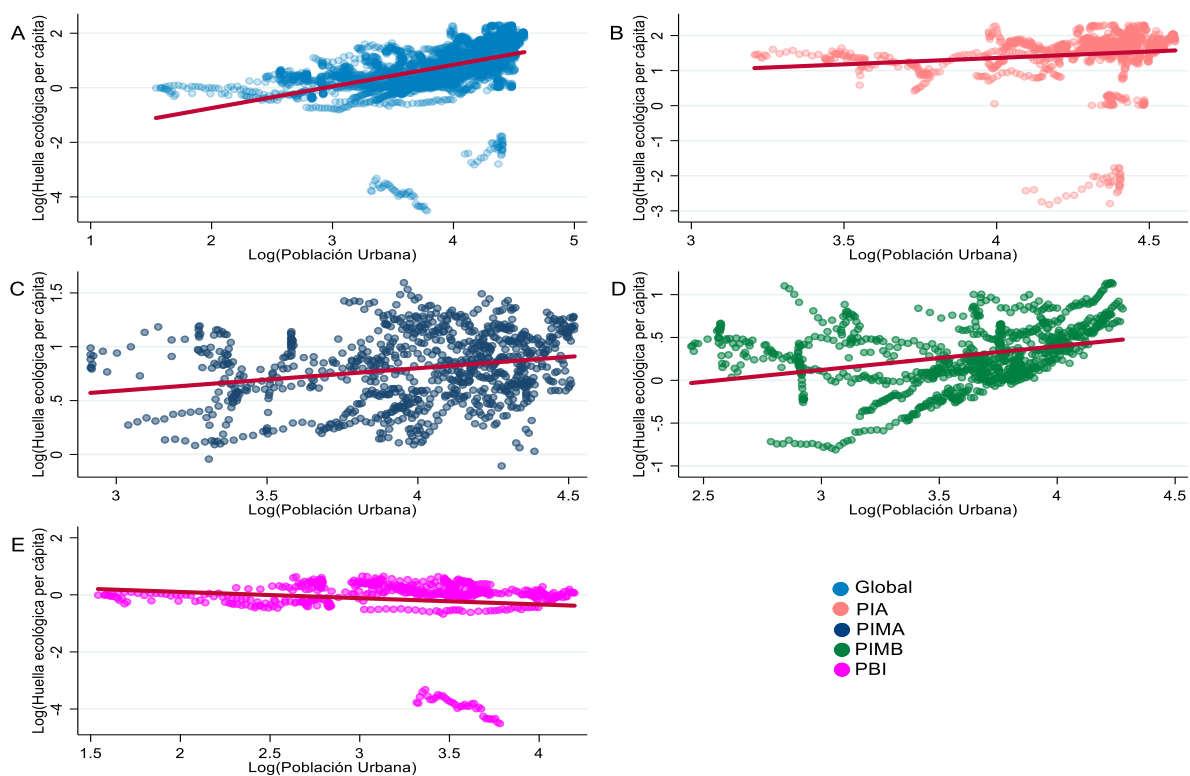 A
Log(Huella ecológica per cápita)
2
0
-2
-4
1 2 3 4 5
Log(Población Urbana)
B
Log(Huella ecológica per cápita)
2
1
0
-1
-2
-3
3 3.5 4 4.5
Log(Población Urbana)
C
Log(Huella ecológica per cápita)
1.5
1
.5
0
3 3.5 4 4.5
Log(Población Urbana)
D
Log(Huella ecológica per cápita)
1
.5
0
-.5
-1
2.5 3 3.5 4 4.5
Log(Población Urbana)
E
Log(Huella ecológica per cápita)
2
0
-2
-4
1.5 2 2.5 3 3.5 4
Log(Población Urbana)
Global
PIA
PIMA
PIMB
PBI